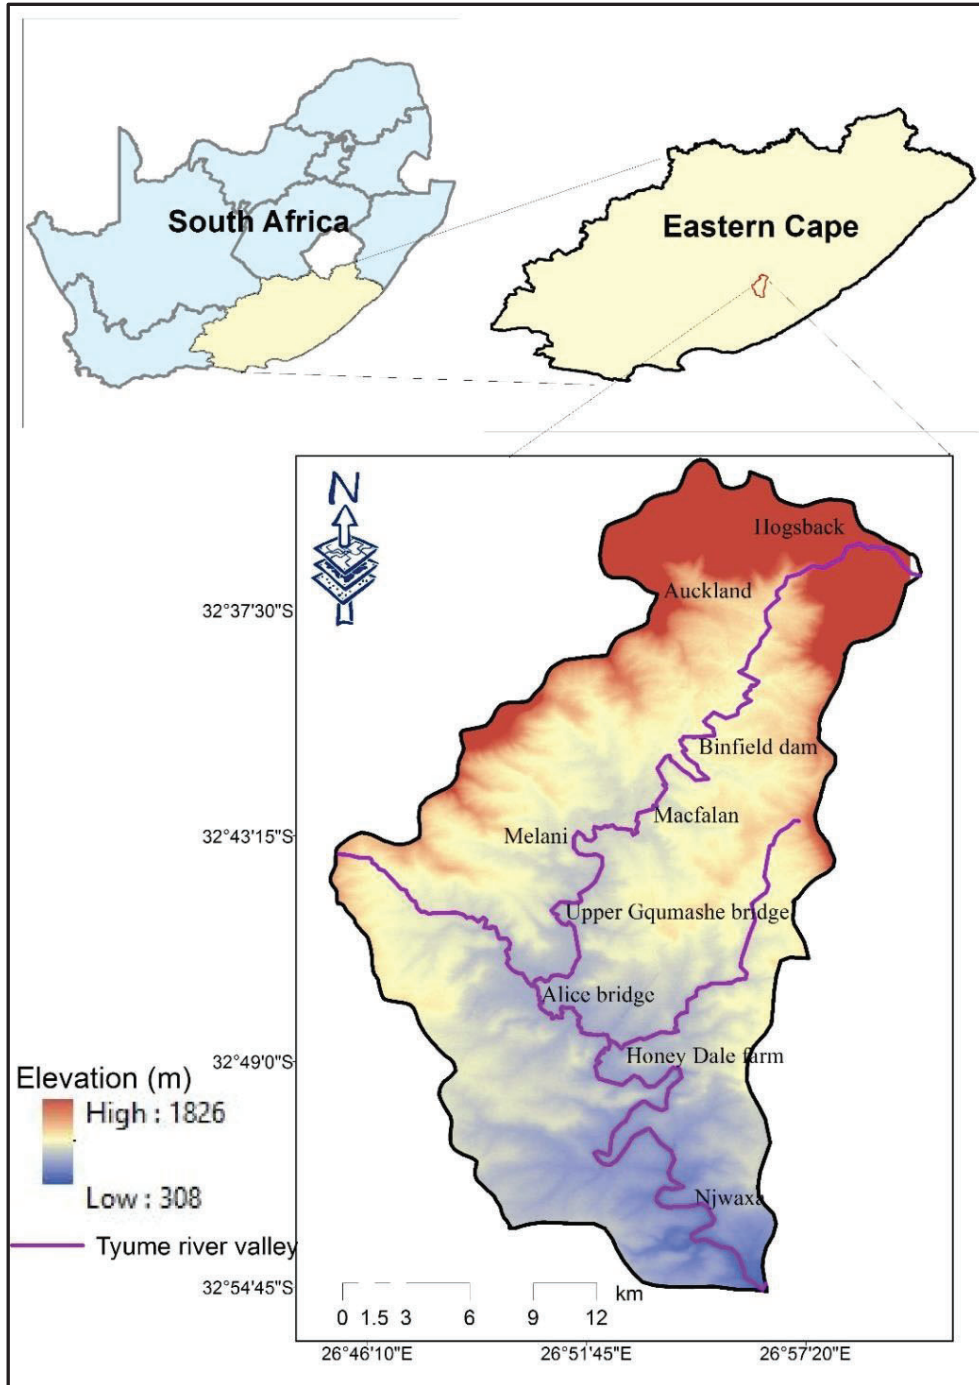 South Africa
Eastern Cape
N
Hogsback
Auckland
32°37'30"S
Binfield dam
Macfalan
Melani
32°43'15"S
Upper Gqumashe bridge
Alice bridge
Honey Dale farm
32°49'0"S
Elevation (m)
High : 1826
Low : 308
Njwaxa
Tyume river valley
32°54'45"S
km
0 1.5 3 6 9 12
26°46'10"E 26°51'45"E 26°57'20"E